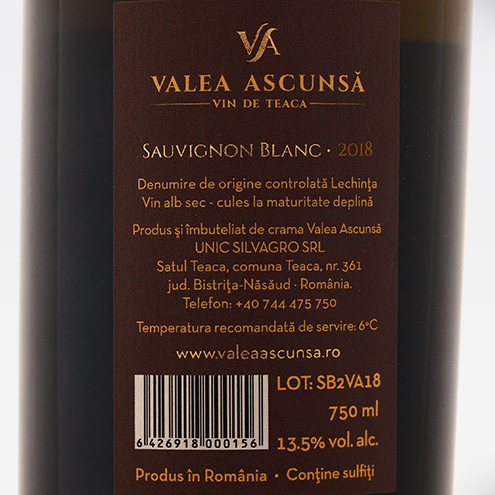 VA
VALEA ASCUNSĂ
VIN DE TEACA
SAUVIGNON BLANC • 2018
Denumire de origine controlată Lechința
Vin alb sec - cules la maturitate deplină
Produs și îmbuteliat de crama Valea Ascunsă
UNIC SILVAGRO SRL
Satul Teaca, comuna Teaca, nr. 361
jud. Bistrița-Năsăud · România.
Telefon: +40 744 475 750
Temperatura recomandată de servire: 6°C
www.valeaascunsa.ro
LOT: SB2VA18
750 ml
13.5% vol. alc.
6 426918 000156
Produs în România • Conține sulfiți